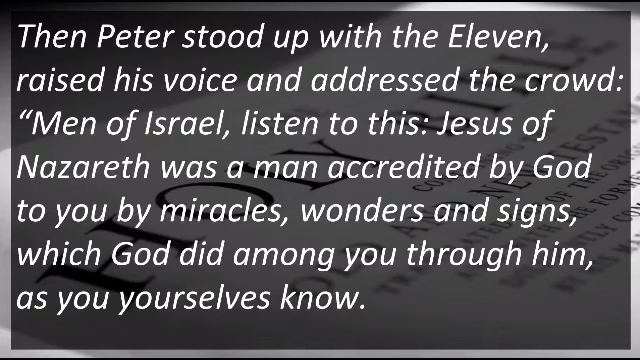 Then Peter stood up with the Eleven,
raised his voice and addressed the crowd:
“Men of Israel, listen to this: Jesus of
Nazareth was a man accredited by God
to you by miracles, wonders and signs,
which God did among you through him,
as you yourselves know.
HOLY BIBLE